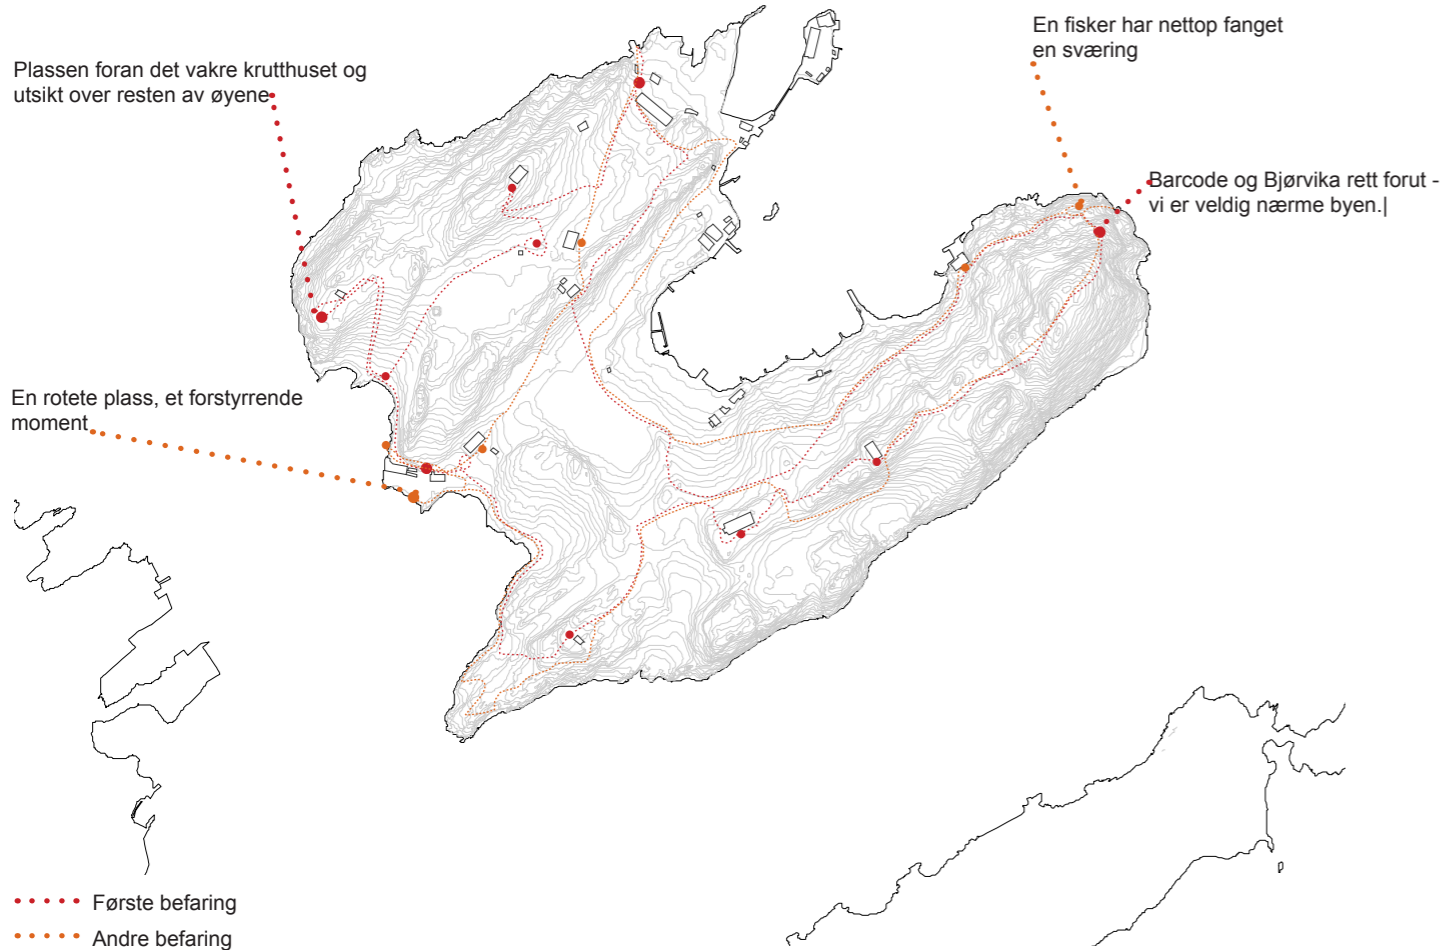 Plassen foran det vakre krutthuset og
utsikt over resten av øyene
En fisker har nettop fanget
en sværing
Barcode og Bjørvika rett forut -
vi er veldig nærme byen.|
En rotete plass, et forstyrrende
moment
Første befaring
Andre befaring